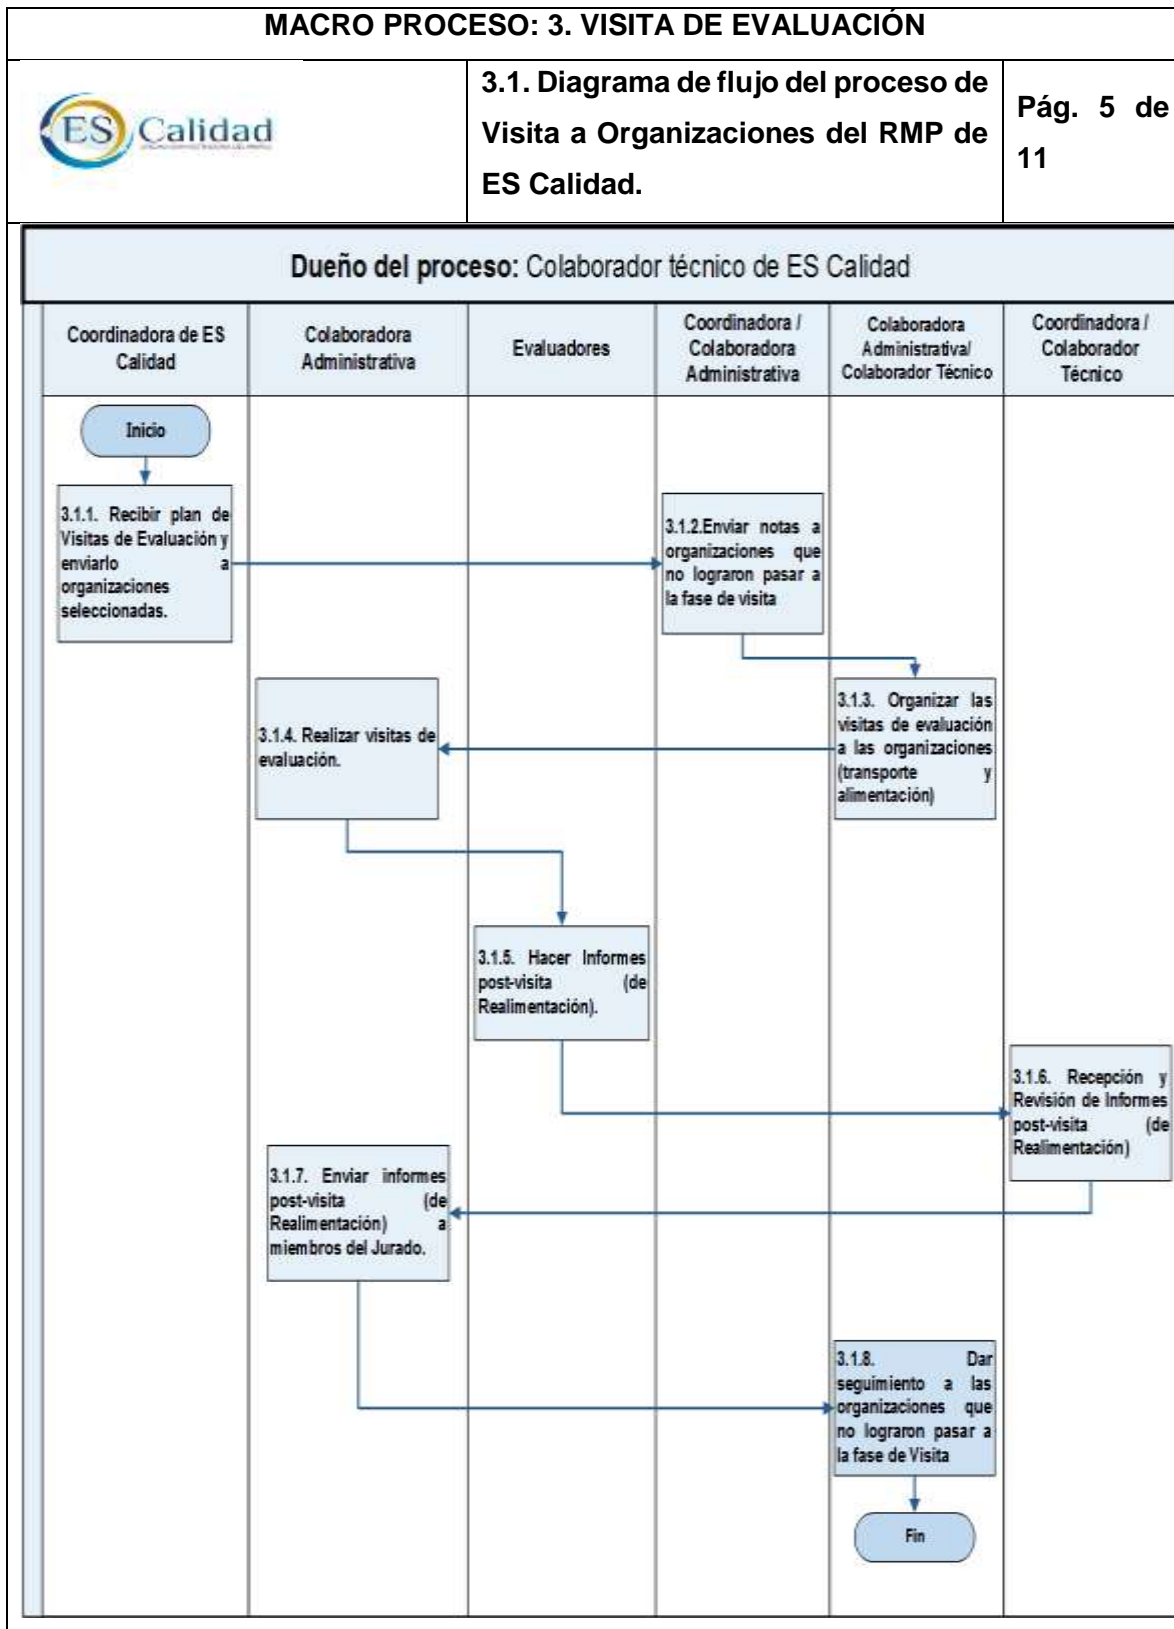 MACRO PROCESO: 3. VISITA DE EVALUACIÓN
ES Calidad
3.1. Diagrama de flujo del proceso de
Visita a Organizaciones del RMP de
ES Calidad.
Pág. 5 de
11
Dueño del proceso: Colaborador técnico de ES Calidad
Coordinadora de ES
Calidad
Colaboradora
Administrativa
Evaluadores
Coordinadora /
Colaboradora
Administrativa
Colaboradora
Administrativa/
Colaborador Técnico
Coordinadora /
Colaborador
Técnico
Inicio
3.1.1. Recibir plan de
Visitas de Evaluación y
enviarlo a
organizaciones
seleccionadas.
3.1.2.Enviar notas a
organizaciones que
no lograron pasar a
la fase de visita
3.1.3. Organizar las
visitas de evaluación
a las organizaciones
(transporte y
alimentación)
3.1.4. Realizar visitas de
evaluación.
3.1.5. Hacer Informes
post-visita (de
Realimentación).
3.1.6. Recepción y
Revisión de Informes
post-visita (de
Realimentación)
3.1.7. Enviar informes
post-visita (de
Realimentación) a
miembros del Jurado.
3.1.8. Dar
seguimiento a las
organizaciones que
no lograron pasar a
la fase de Visita
Fin